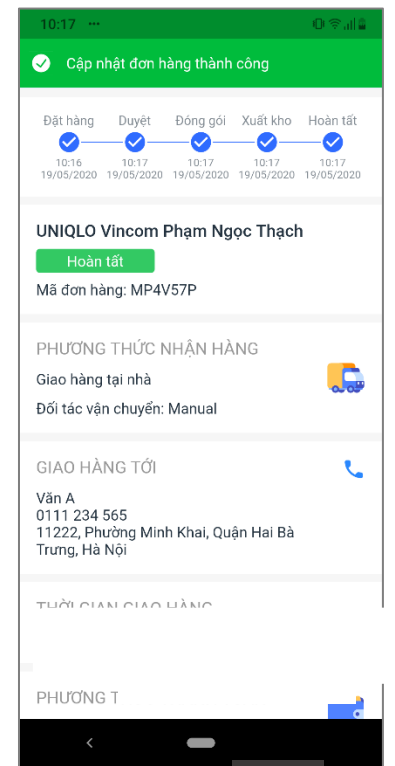 10:17 ···
Cập nhật đơn hàng thành công
Đặt hàng Duyệt Đóng gói Xuất kho Hoàn tất
10:16 10:17 10:17 10:17 10:17
19/05/2020 19/05/2020 19/05/2020 19/05/2020 19/05/2020
UNIQLO Vincom Phạm Ngọc Thạch
Hoàn tất
Mã đơn hàng: MP4V57P
PHƯƠNG THỨC NHẬN HÀNG
Giao hàng tại nhà
Đối tác vận chuyển: Manual
GIAO HÀNG TỚI
Văn A
0111 234 565
11222, Phường Minh Khai, Quận Hai Bà
Trưng, Hà Nội
THỜI GIAN GIAO HÀNG
PHƯƠNG T